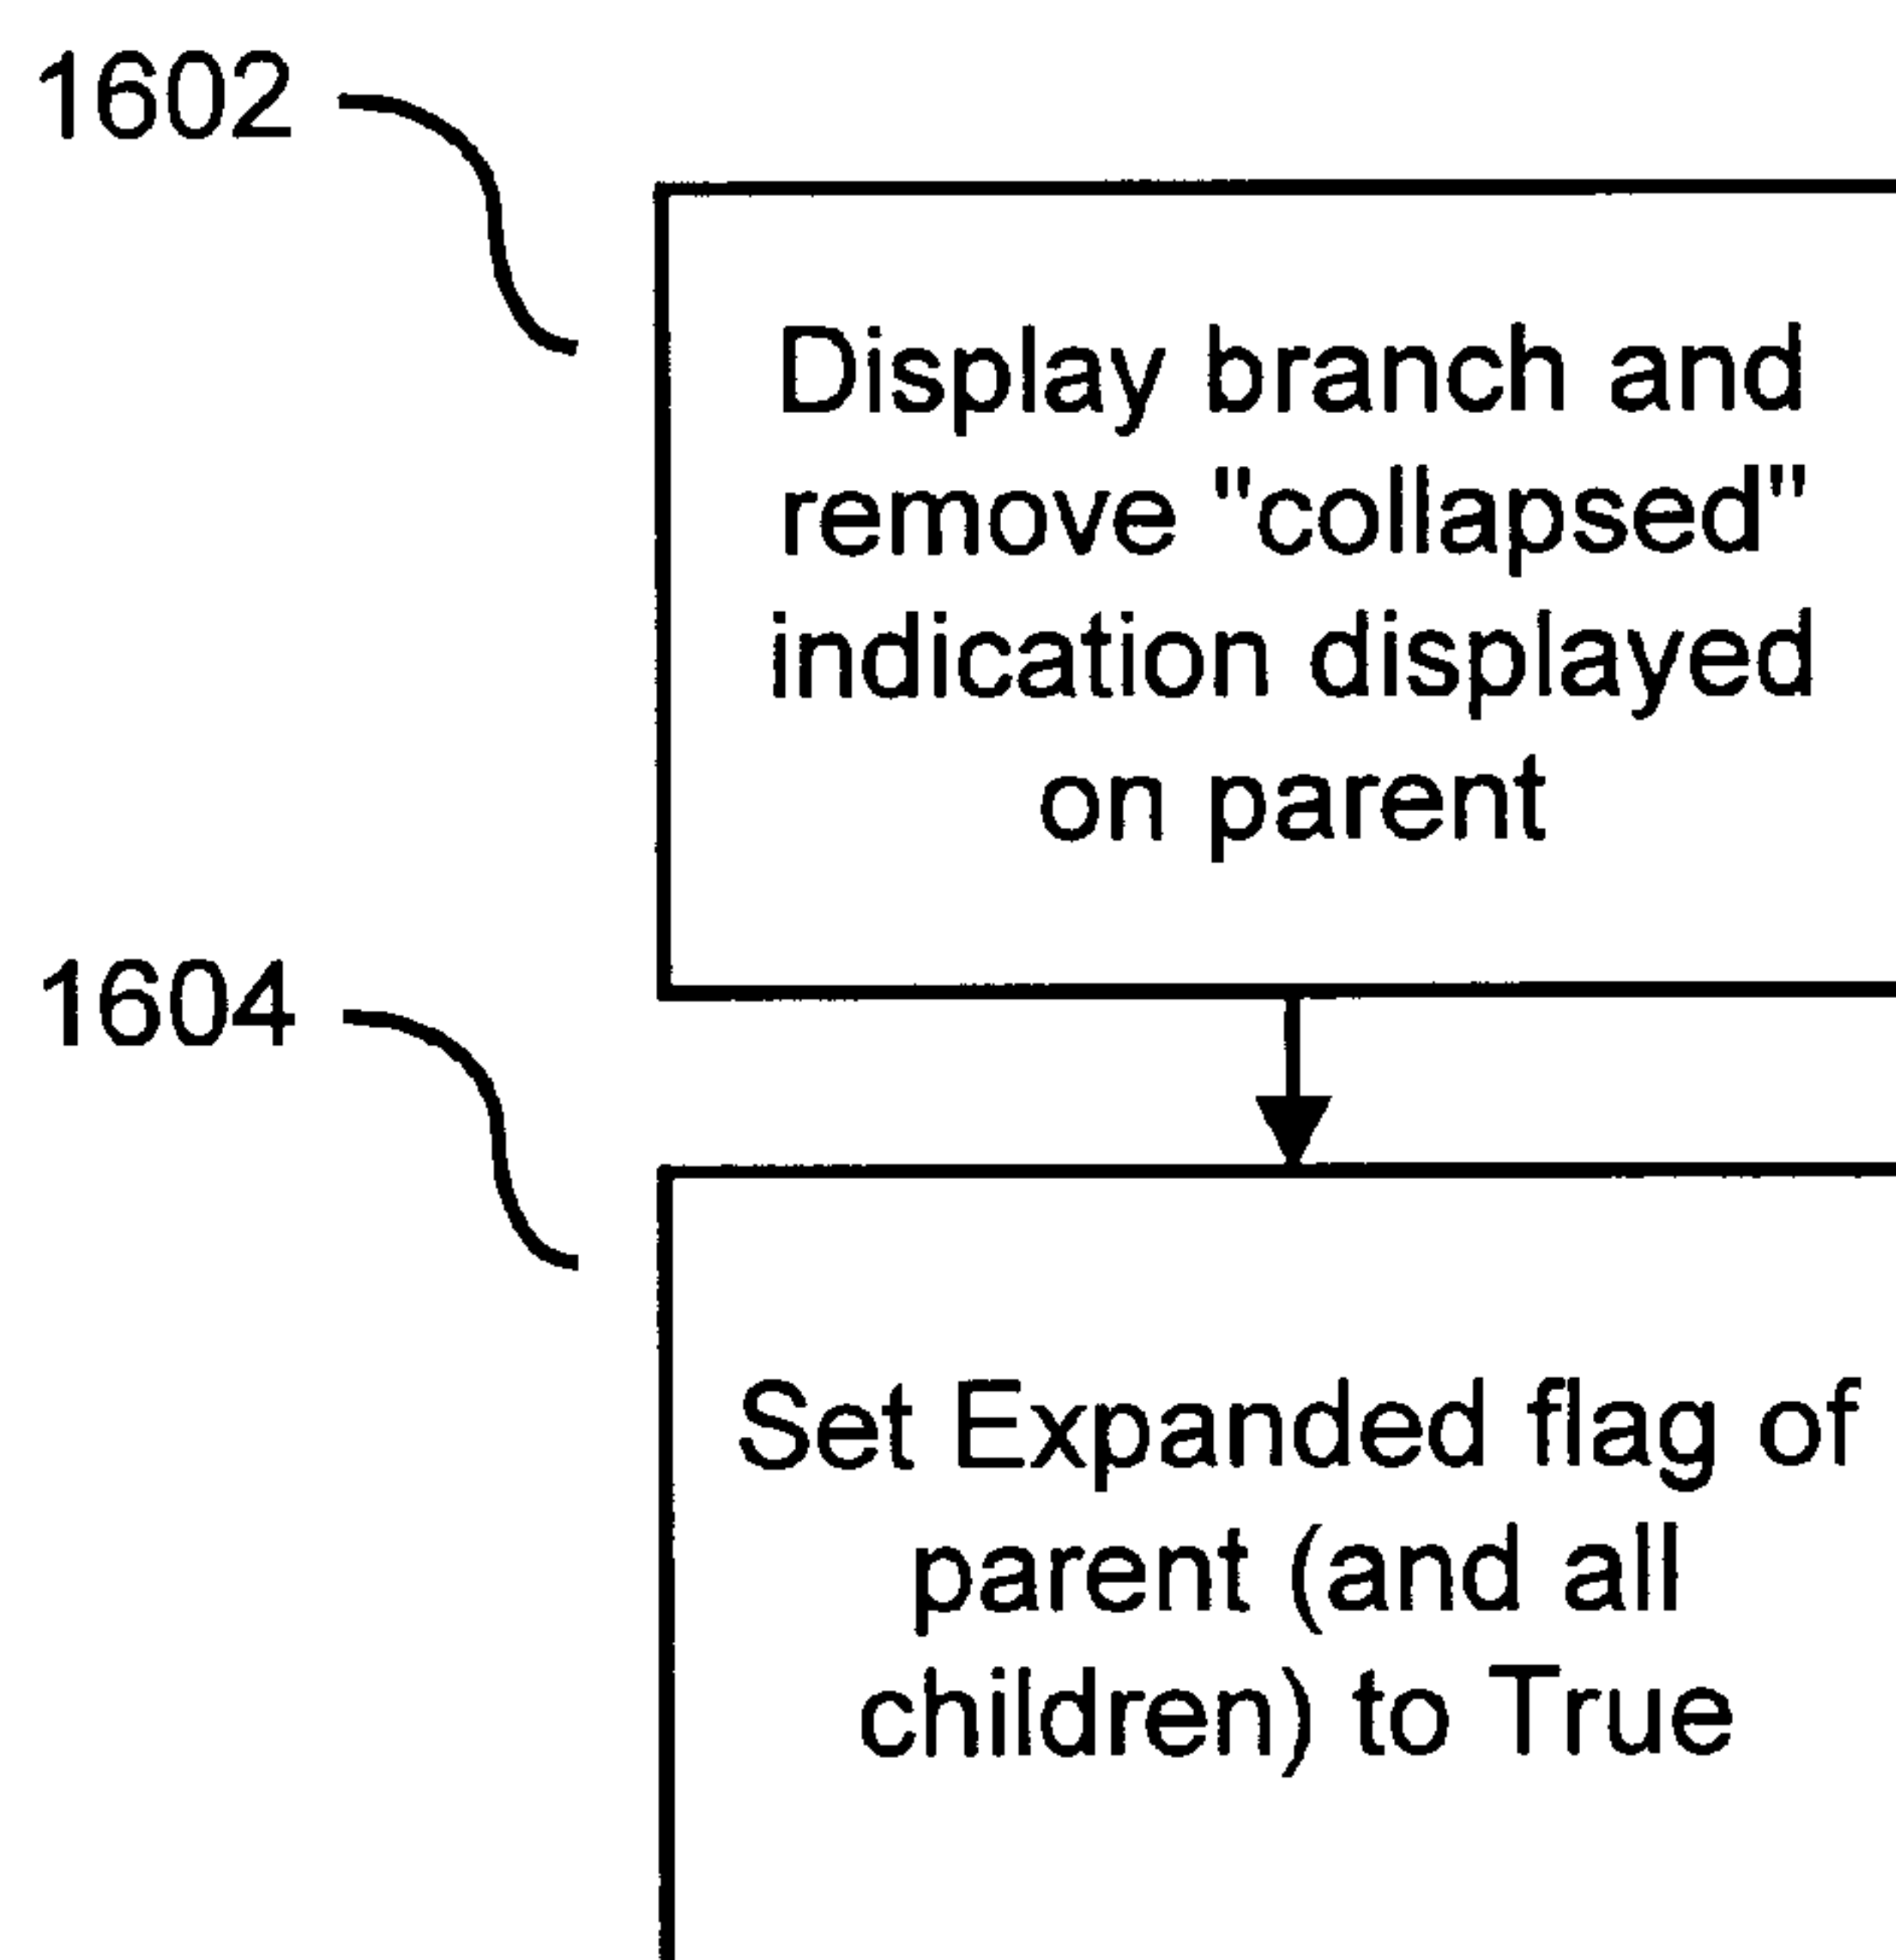 1602
Display branch and
remove "collapsed"
indication displayed
on parent
1604
Set Expanded flag of
parent (and all
children) to True